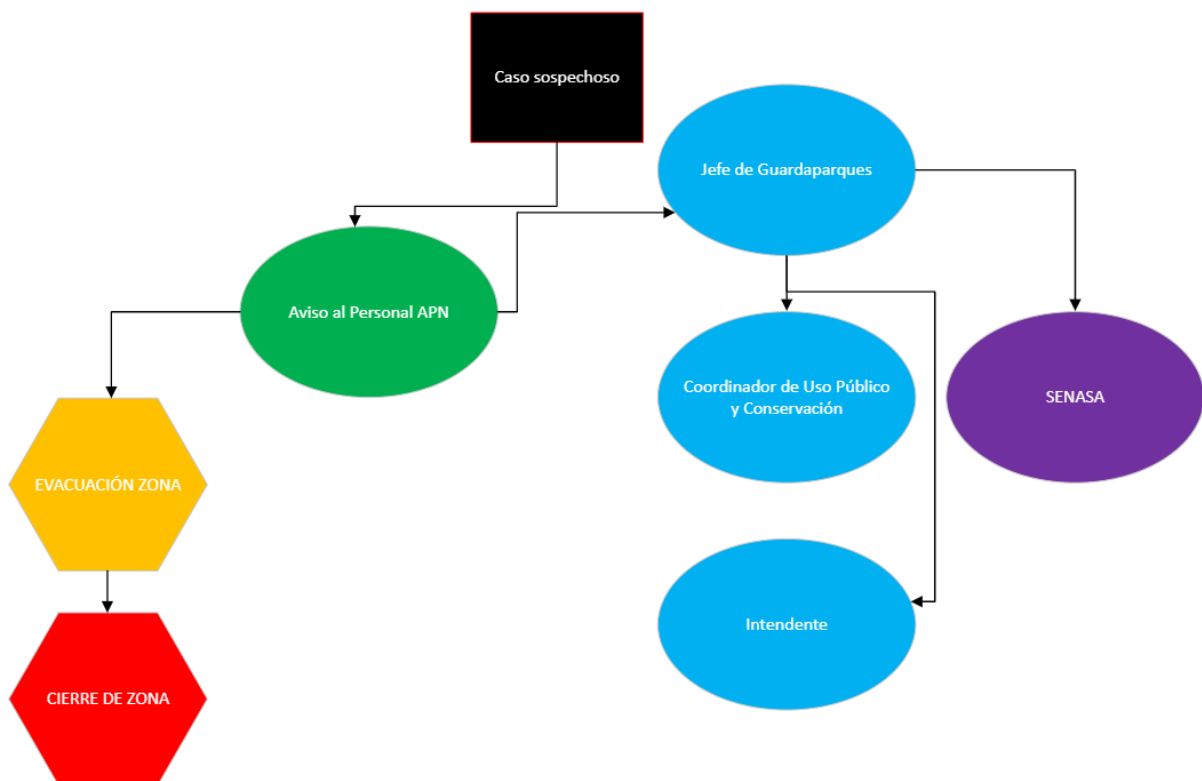 Caso sospechoso
Jefe de Guardaparques
Aviso al Personal APN
Coordinador de Uso Público
y Conservación
SENASA
EVACUACIÓN ZONA
Intendente
CIERRE DE ZONA